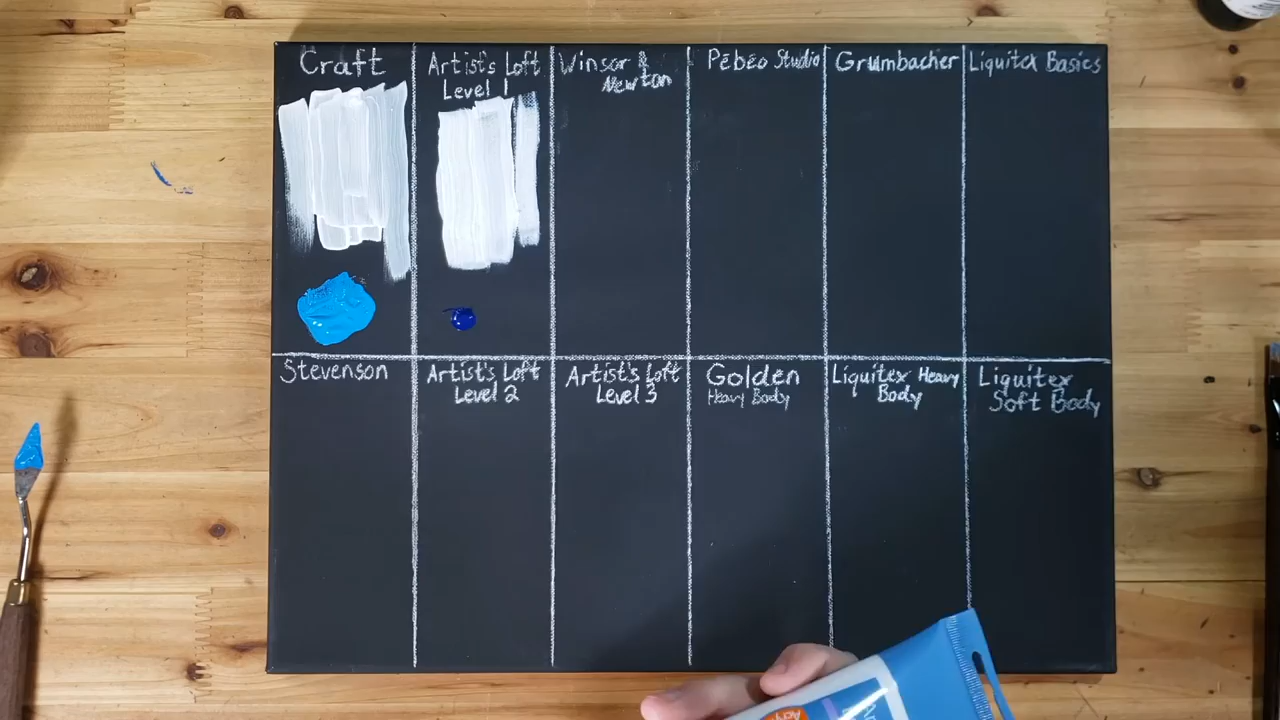 Craft
Artist's Loft
Level 1
Winsor &
Newton
Pēbēo Studio
Grumbacher
Liquitex Basics
Stevenson
Artist's Loft
Level 2
Artist's Loft
Level 3
Golden
Heavy Body
Liquitex Heavy
Body
Liquitex
Soft Body